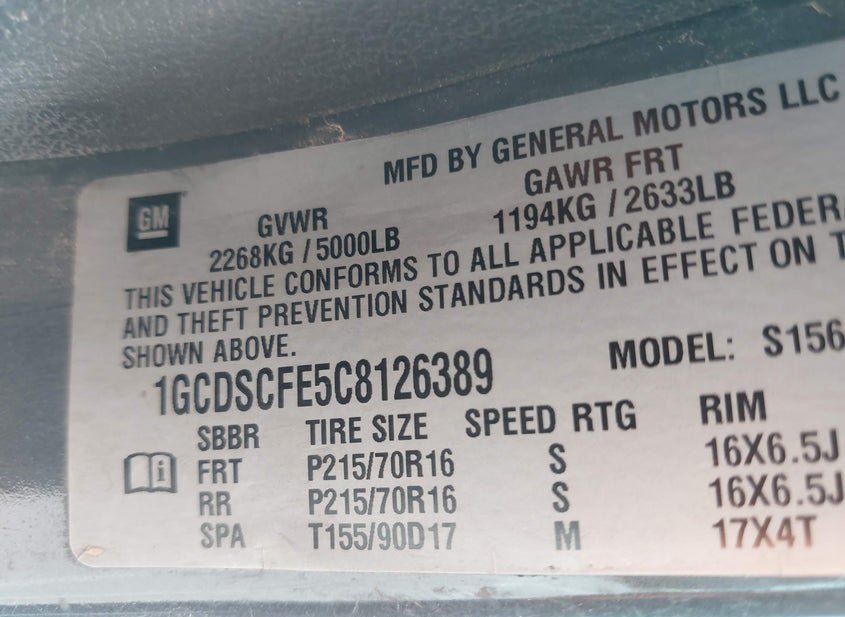 MFD BY GENERAL MOTORS LLC
GM
GVWR GAWR FRT
2268KG / 5000LB 1194KG / 2633LB
THIS VEHICLE CONFORMS TO ALL APPLICABLE FEDER
AND THEFT PREVENTION STANDARDS IN EFFECT ON T
SHOWN ABOVE.
1GCDSCFE5C8126389 MODEL: S156
SBBR TIRE SIZE SPEED RTG RIM
FRT P215/70R16 S 16X6.5J
RR P215/70R16 S 16X6.5J
SPA T155/90D17 M 17X4T